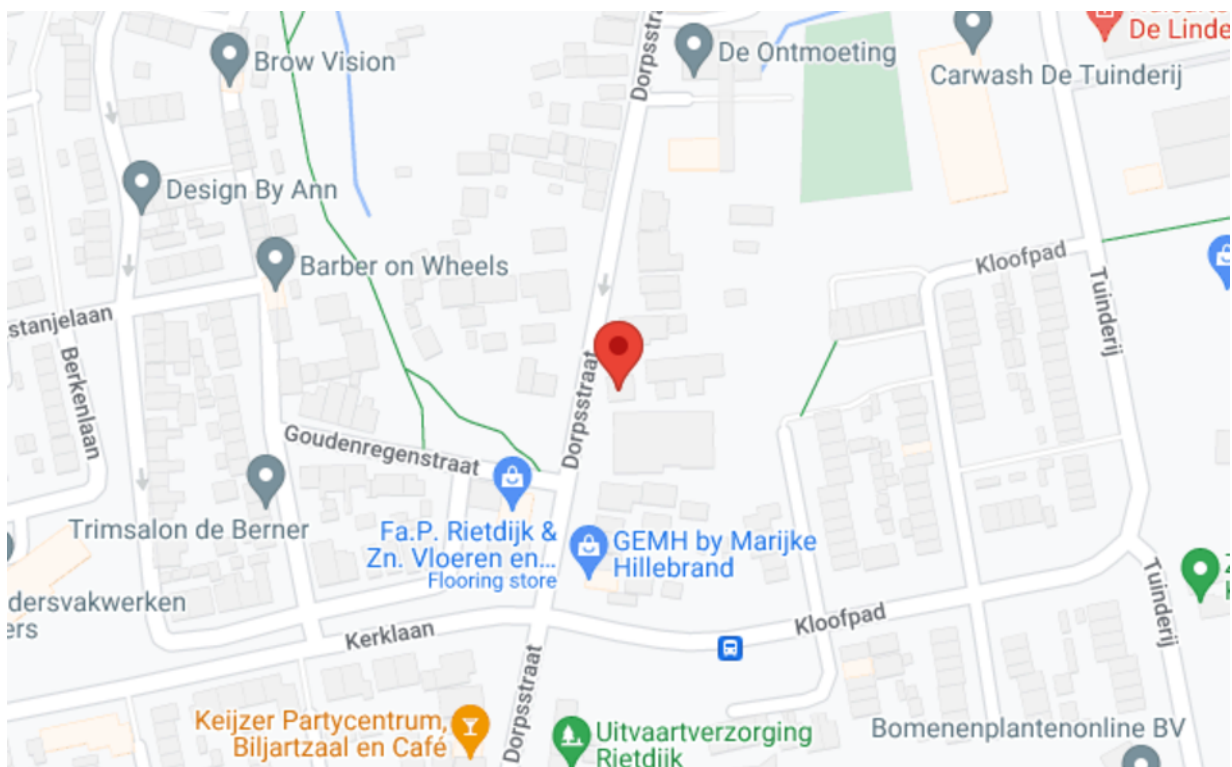 De Linde
De Ontmoeting
Brow Vision
Carwash De Tuinderij
Dorpsstraat
Design By Ann
Barber on Wheels
Kloofpad
Tuinderij
stanjelaan
Berkenlaan
Dorpsstraat
Goudenregenstraat
Trimsalon de Berner
Fa.P. Rietdijk &
Zn. Vloeren en...
Flooring store
GEMH by Marijke
Hillebrand
dersvakwerken
ers
Kerklaan
Kloofpad
Tuinderij
Dorpsstraat
Keijzer Partycentrum,
Biljartzaal en Café
Uitvaartverzorging
Rietdijk
Bomenenplantenonline BV